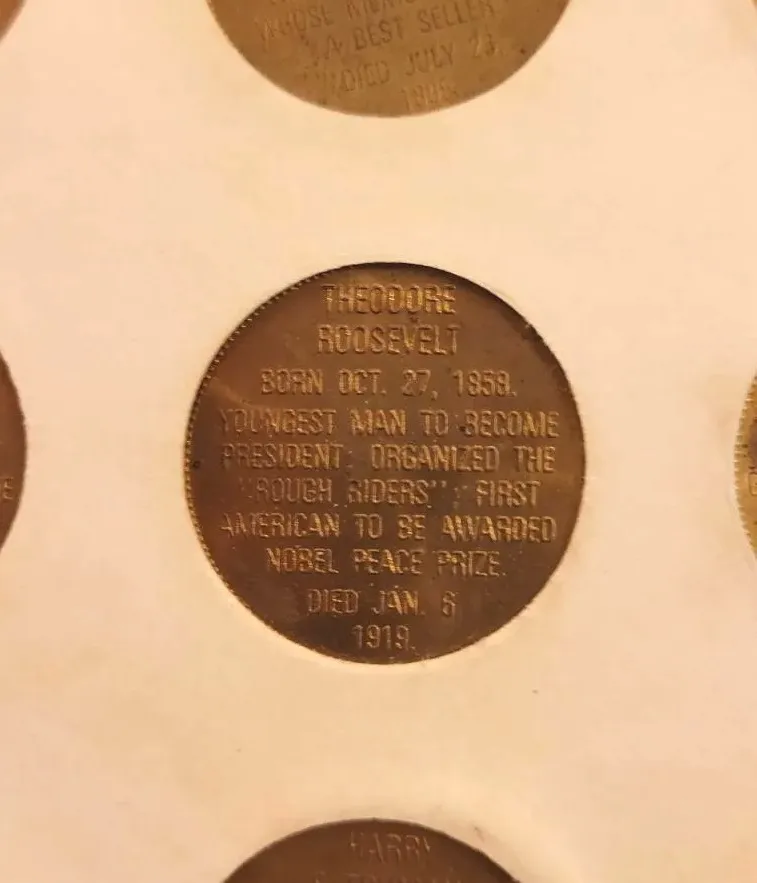 WHOSE
A BEST SELLER.
DIED JULY 23,
THEODORE
ROOSEVELT
BORN OCT. 27, 1858.
YOUNGEST MAN TO BECOME
PRESIDENT; ORGANIZED THE
"ROUGH RIDERS"; FIRST
AMERICAN TO BE AWARDED
NOBEL PEACE PRIZE.
DIED JAN. 6
1919.
HARRY